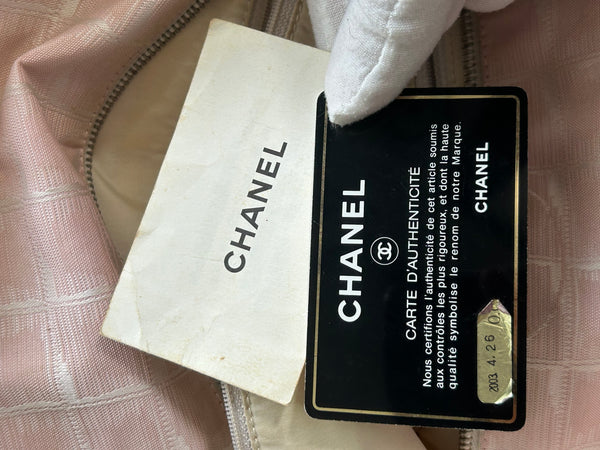 CHANEL
CHANEL
CARTE D'AUTHENTICITÉ
Nous certifions l'authenticité de cet article soumis
aux contrôles les plus rigoureux, et dont la haute
qualité symbolise le renom de notre Marque.
CHANEL
2003. 4. 26